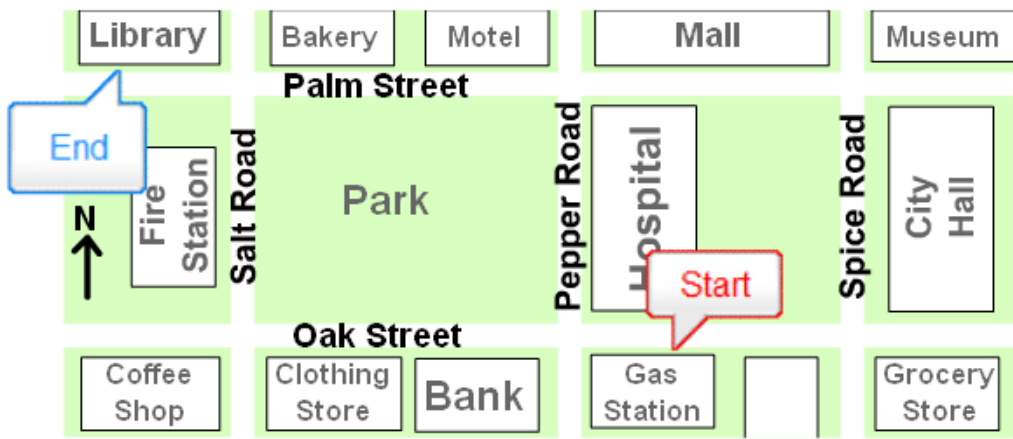 Library
Bakery
Motel
Mall
Museum
Palm Street
End
Fire
Station
Salt Road
Park
Pepper Road
Hospital
Spice Road
City
Hall
N
Start
Oak Street
Coffee
Shop
Clothing
Store
Bank
Gas
Station
Grocery
Store